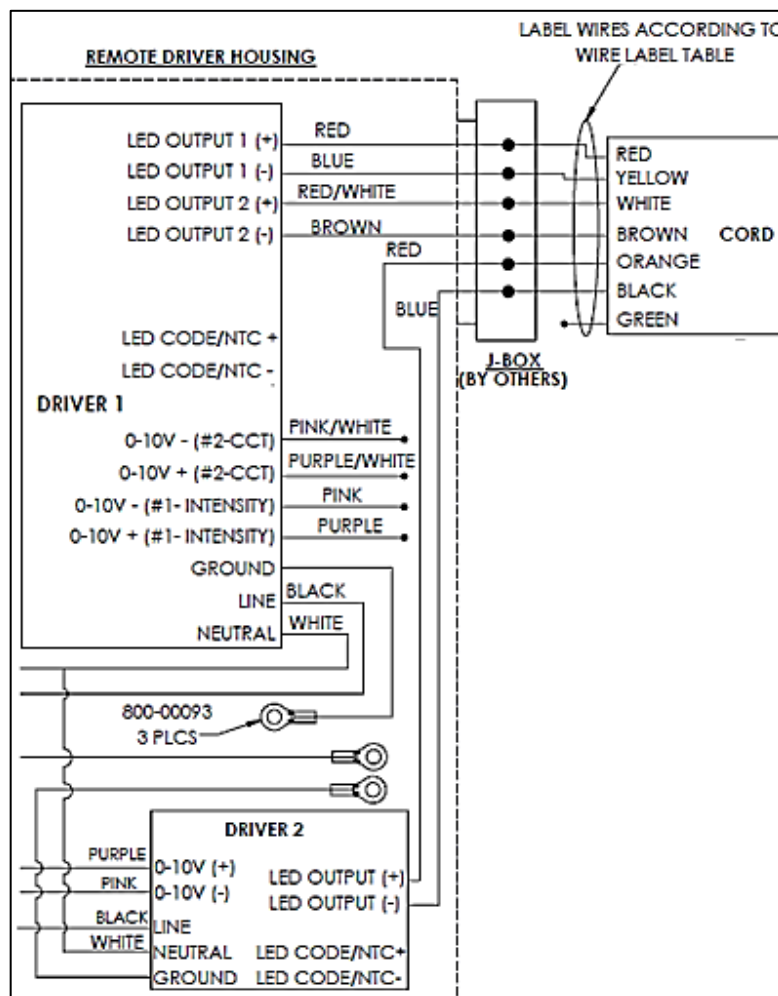 LABEL WIRES ACCORDING TO
WIRE LABEL TABLE
REMOTE DRIVER HOUSING
LED OUTPUT 1 (+)
RED
LED OUTPUT 1 (-)
BLUE
LED OUTPUT 2 (+)
RED/WHITE
LED OUTPUT 2 (-)
BROWN
RED
BLUE
RED
YELLOW
WHITE
BROWN
CORD
ORANGE
BLACK
GREEN
J-BOX
(BY OTHERS)
LED CODE/NTC +
LED CODE/NTC -
DRIVER 1
0-10V - (#2-CCT)
PINK/WHITE
0-10V + (#2-CCT)
PURPLE/WHITE
0-10V - (#1- INTENSITY)
PINK
0-10V + (#1- INTENSITY)
PURPLE
GROUND
LINE
BLACK
NEUTRAL
WHITE
800-00093
3 PLCS
DRIVER 2
PURPLE
0-10V (+)
PINK
0-10V (-)
BLACK
LINE
WHITE
NEUTRAL
GROUND
LED OUTPUT (+)
LED OUTPUT (-)
LED CODE/NTC+
LED CODE/NTC-